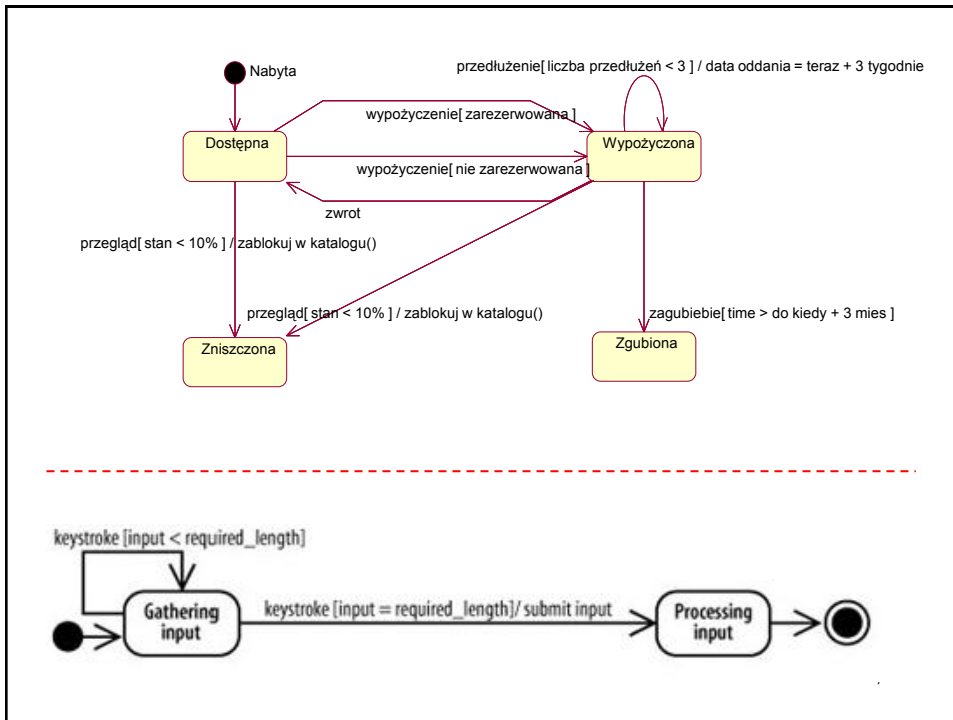 Nabyta
przedłużenie[ liczba przedłużeń < 3 ] / data oddania = teraz + 3 tygodnie
wypożyczenie[ zarezerwowana ]
Dostępna
Wypożyczona
wypożyczenie[ nie zarezerwowana ]
zwrot
przegląd[ stan < 10% ] / zablokuj w katalogu()
przegląd[ stan < 10% ] / zablokuj w katalogu()
zagubiebie[ time > do kiedy + 3 mies ]
Zniszczona
Zgubiona
keystroke [input < required_length]
Gathering
input
keystroke [input = required_length]/ submit input
Processing
input